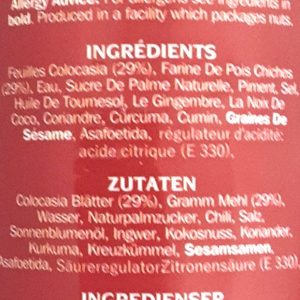 Allergy Advice: For allergens see ingredients in
bold. Produced in a facility which packages nuts.
INGRÉDIENTS
Feuilles Colocasia (29%), Farine De Pois Chiches
(29%), Eau, Sucre De Palme Naturelle, Piment, Sel,
Huile De Tournesol, Le Gingembre, La Noix De
Coco, Coriandre, Curcuma, Cumin, Graines De
Sésame, Asafoetida, régulateur d'acidité:
acide citrique (E 330).
ZUTATEN
Colocasia Blätter (29%), Gramm Mehl (29%),
Wasser, Naturpalmzucker, Chili, Salz,
Sonnenblumenöl, Ingwer, Kokosnuss, Koriander,
Kurkuma, Kreuzkümmel, Sesamsamen,
Asafoetida, SäureregulatorZitronensäure (E 330).
INGREDIENSER